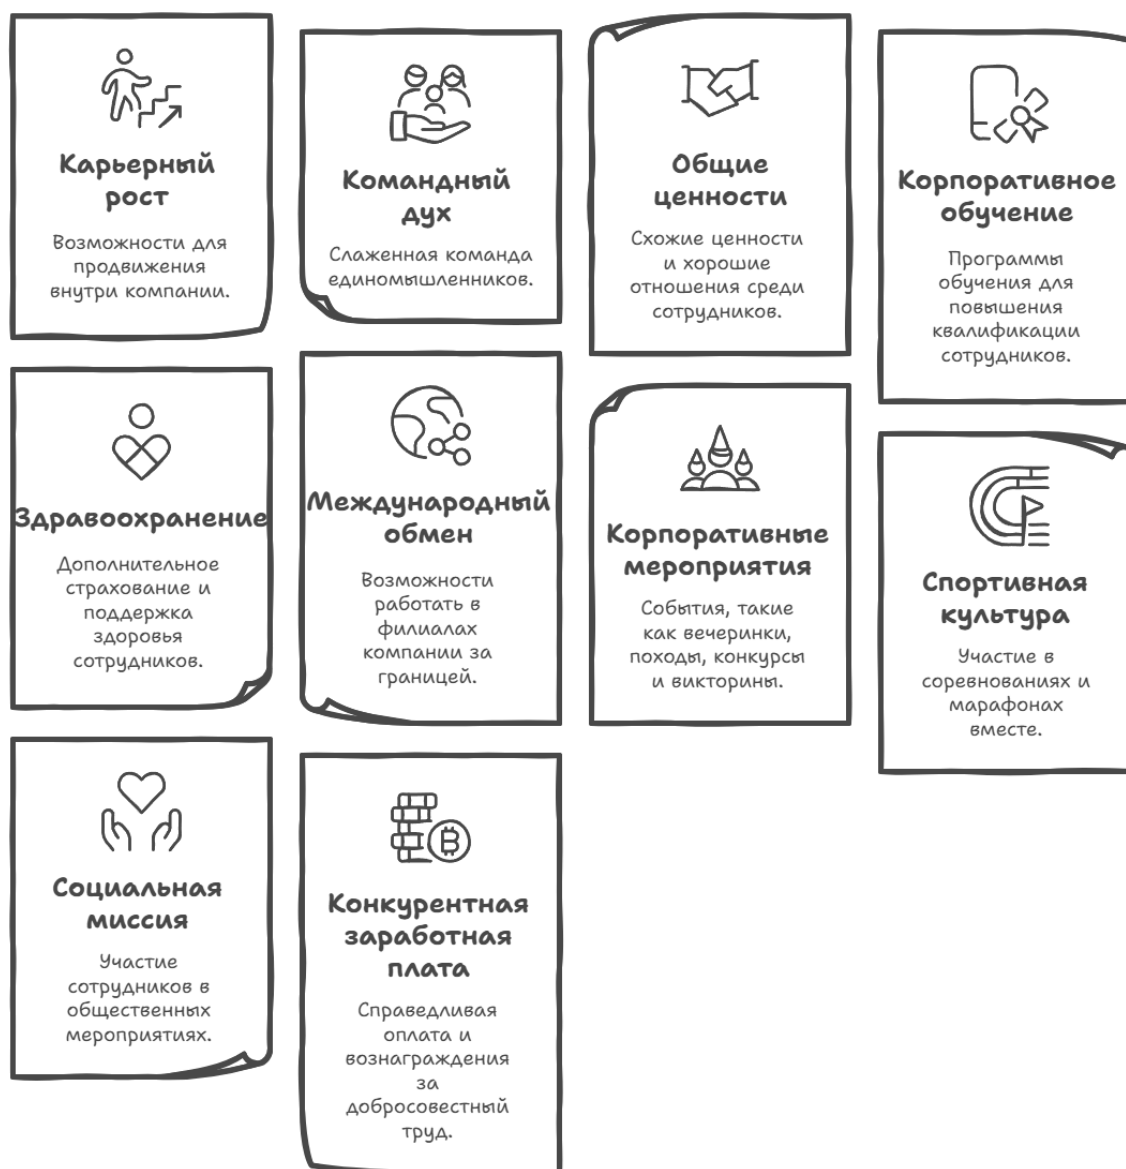 Карьерный
рост
Возможности для
продвижения
внутри компании.
Командный
дух
Слаженная команда
единомышленников.
Общие
ценности
Схожие ценности
и хорошие
отношения среди
сотрудников.
Корпоративное
обучение
Программы
обучения для
повышения
квалификации
сотрудников.
Здравоохранение
Дополнительное
страхование и
поддержка
здоровья
сотрудников.
Международный
обмен
Возможности
работать в
филиалах
компании за
границей.
Корпоративные
мероприятия
События, такие
как вечеринки,
походы, конкурсы
и викторины.
Спортивная
культура
Участие в
соревнованиях и
марафонах
вместе.
Социальная
миссия
Участие
сотрудников в
общественных
мероприятиях.
Конкурентная
заработная
плата
Справедливая
оплата и
вознаграждения
за
добросовестный
труд.